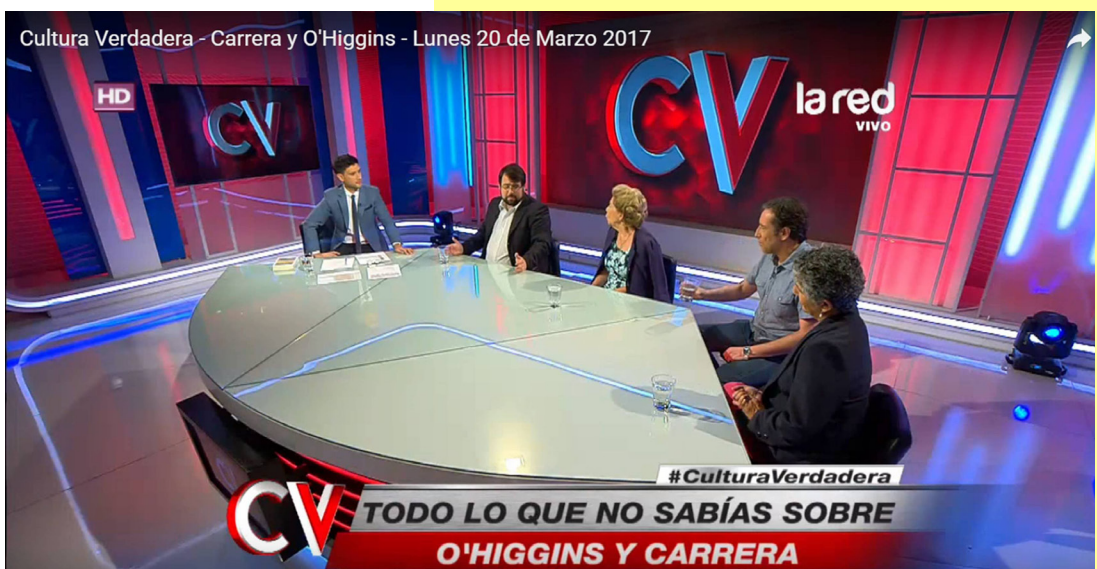 Cultura Verdadera - Carrera y O'Higgins - Lunes 20 de Marzo 2017
HD
CV
CV
la red
VIVO
#CulturaVerdadera
CV
TODO LO QUE NO SABÍAS SOBRE
O'HIGGINS Y CARRERA